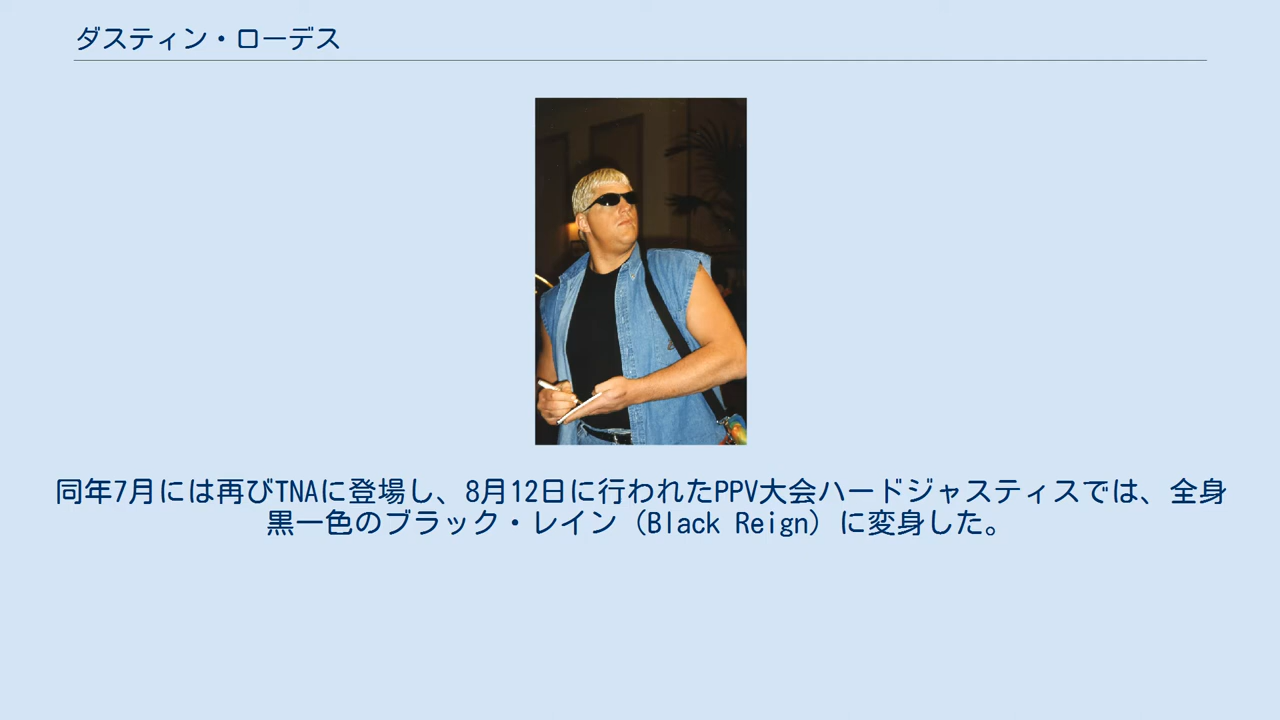 ダスティン・ローデス
同年7月には再びTNAに登場し、8月12日に行われたPPV大会ハードジャスティスでは、全身
黒一色のブラック・レイン（Black Reign）に変身した。